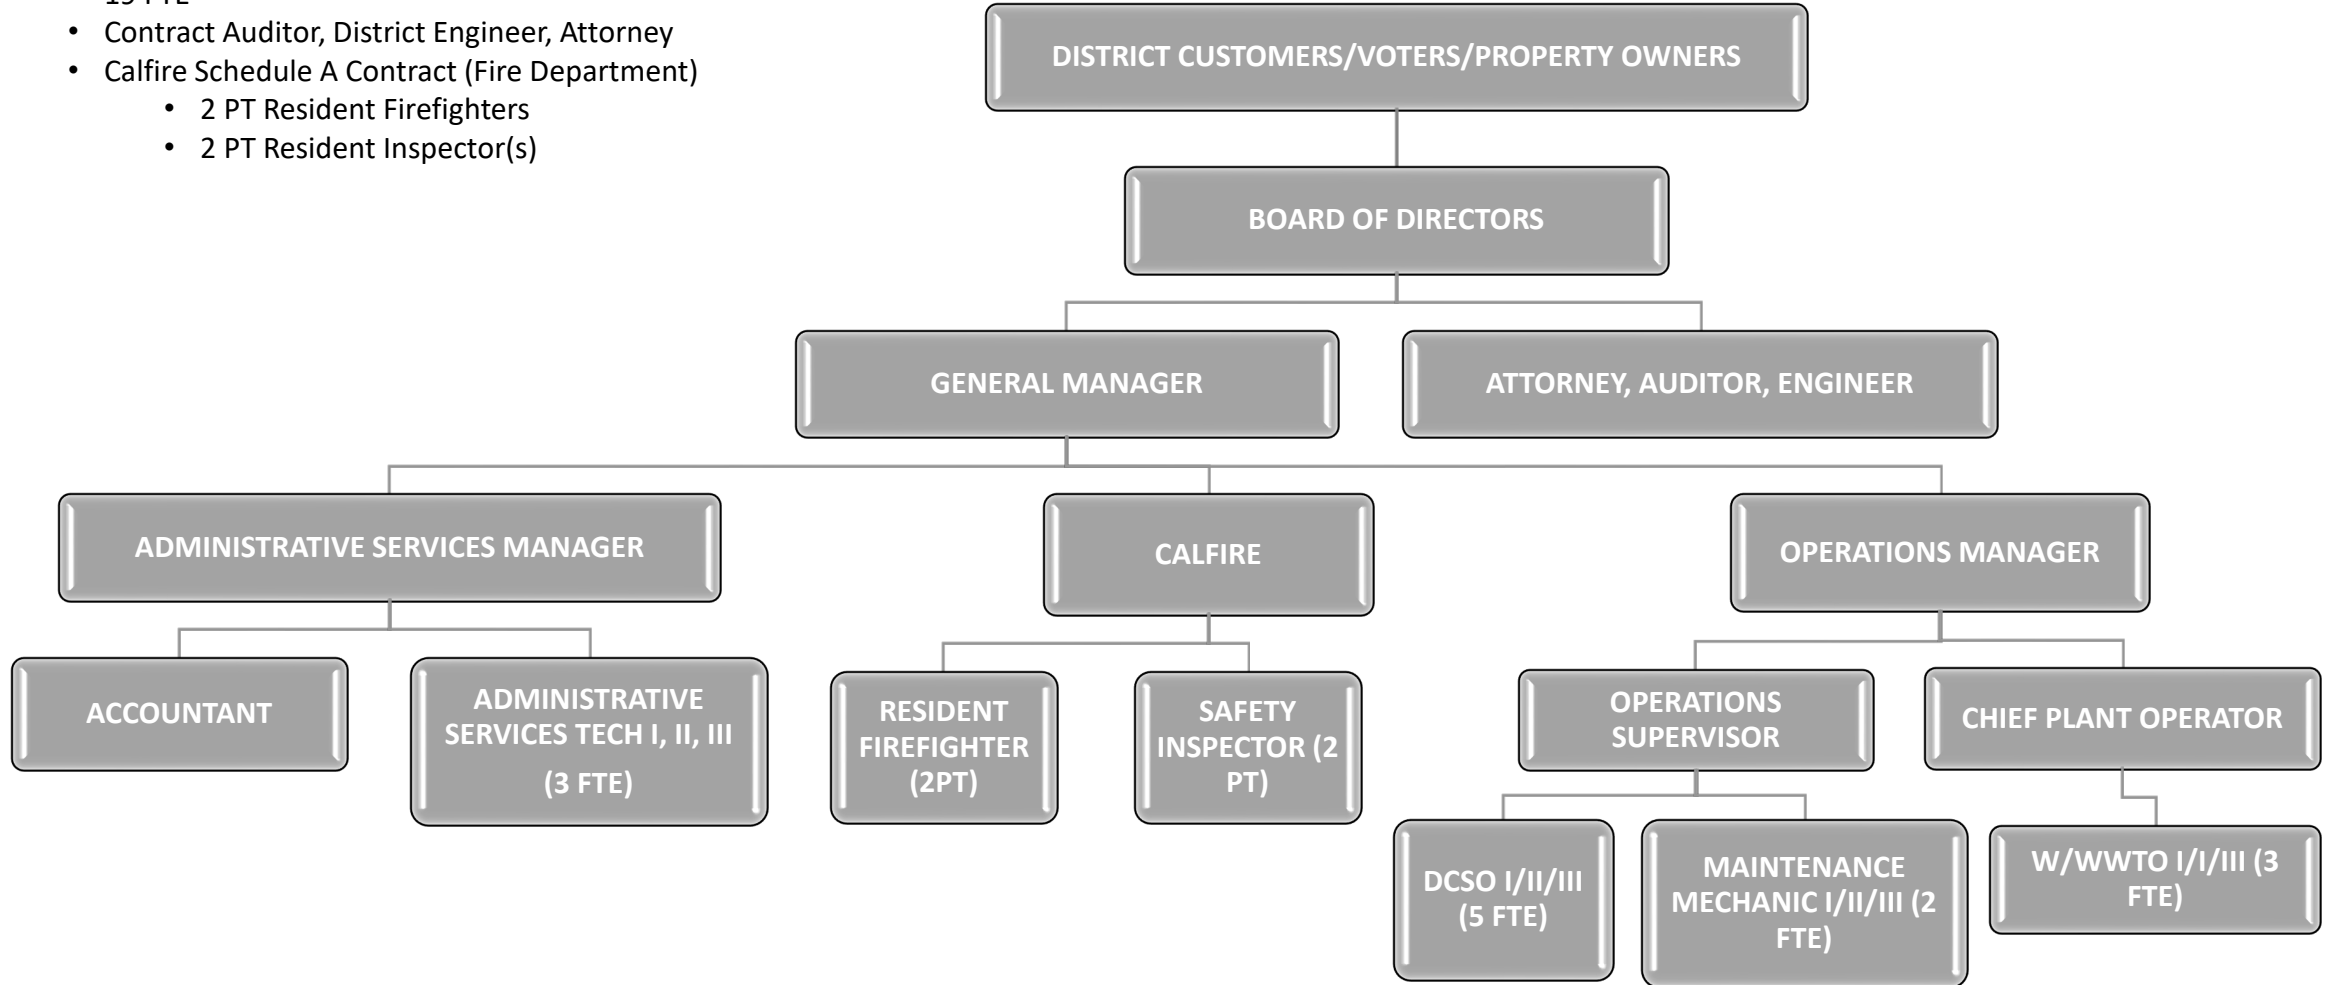 FTE
• Contract Auditor, District Engineer, Attorney
• Calfire Schedule A Contract (Fire Department)
• 2 PT Resident Firefighters
• 2 PT Resident Inspector(s)
DISTRICT CUSTOMERS/VOTERS/PROPERTY OWNERS
BOARD OF DIRECTORS
GENERAL MANAGER
ATTORNEY, AUDITOR, ENGINEER
ADMINISTRATIVE SERVICES MANAGER
CALFIRE
OPERATIONS MANAGER
ACCOUNTANT
ADMINISTRATIVE
SERVICES TECH I, II, III
(3 FTE)
RESIDENT
FIREFIGHTER
(2PT)
SAFETY
INSPECTOR (2
PT)
OPERATIONS
SUPERVISOR
CHIEF PLANT OPERATOR
DCSO I/II/III
(5 FTE)
MAINTENANCE
MECHANIC I/II/III (2
FTE)
W/WWTO I/I/III (3
FTE)